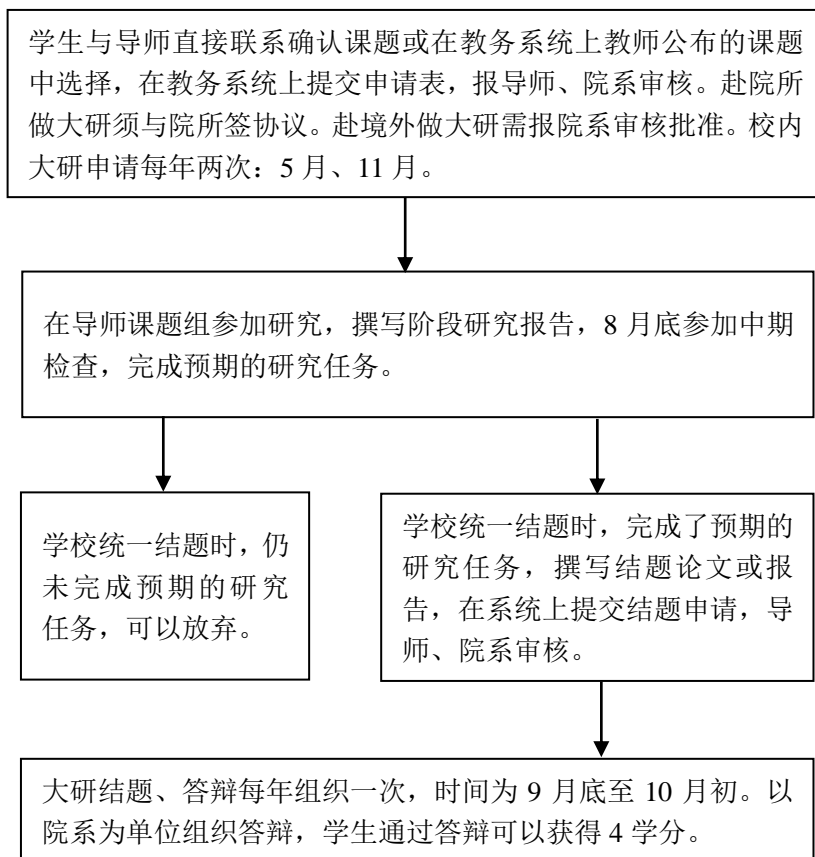 学生与导师直接联系确认课题或在教务系统上教师公布的课题
中选择，在教务系统上提交申请表，报导师、院系审核。赴院所
做大研须与院所签协议。赴境外做大研需报院系审核批准。校内
大研申请每年两次：5 月、11 月。
在导师课题组参加研究，撰写阶段研究报告，8 月底参加中期
检查，完成预期的研究任务。
学校统一结题时，仍
未完成预期的研究
任务，可以放弃。
学校统一结题时，完成了预期的
研究任务，撰写结题论文或报
告，在系统上提交结题申请，导
师、院系审核。
大研结题、答辩每年组织一次，时间为 9 月底至 10 月初。以
院系为单位组织答辩，学生通过答辩可以获得 4 学分。